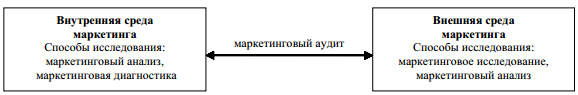 Внутренняя среда
маркетинга
Способы исследования:
маркетинговый анализ,
маркетинговая диагностика
маркетинговый аудит
Внешняя среда
маркетинга
Способы исследования:
маркетинговое исследование,
маркетинговый анализ